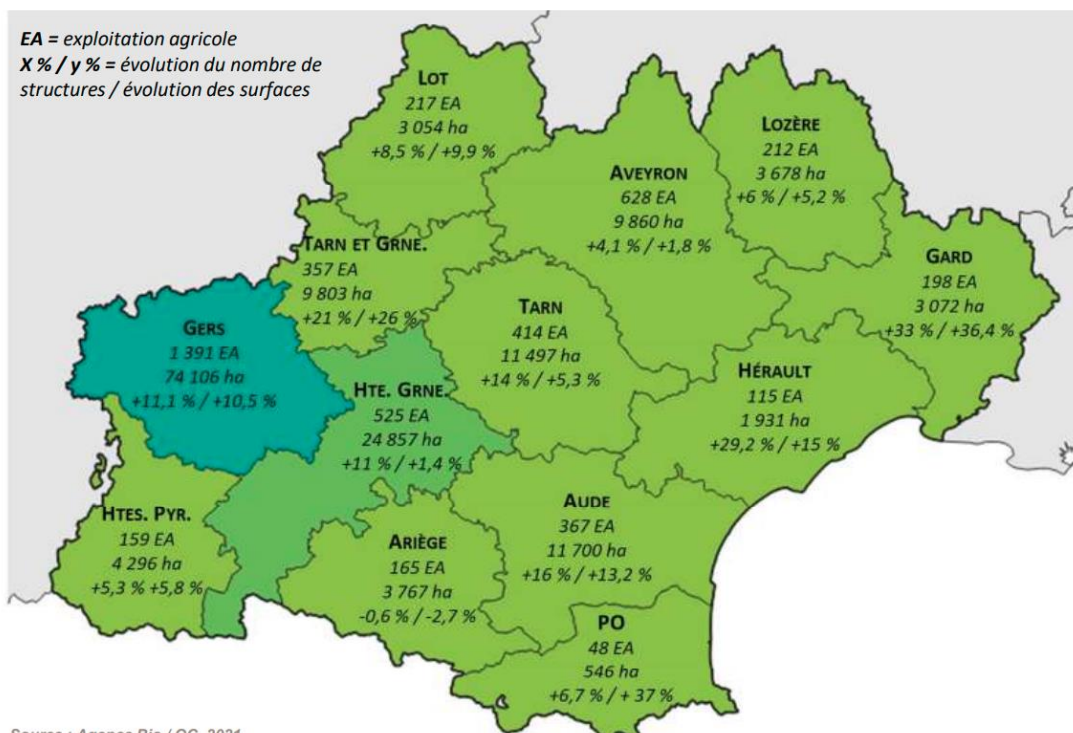 EA = exploitation agricole
X % / y % = évolution du nombre de
structures / évolution des surfaces
LOT
217 EA
3 054 ha
+8,5 % / +9,9 %
LOZÈRE
212 EA
3 678 ha
+6 % / +5,2 %
AVEYRON
628 EA
9 860 ha
+4,1 % / +1,8 %
TARN ET GRNE.
357 EA
9 803 ha
+21 % / +26 %
GARD
198 EA
3 072 ha
+33 % / +36,4 %
TARN
414 EA
11 497 ha
+14 % / +5,3 %
GERS
1 391 EA
74 106 ha
+11,1 % / +10,5 %
HTE. GRNE.
525 EA
24 857 ha
+11 % / +1,4 %
HÉRAULT
115 EA
1 931 ha
+29,2 % / +15 %
HTES. PYR.
159 EA
4 296 ha
+5,3 % +5,8 %
ARIÈGE
165 EA
3 767 ha
-0,6 % / -2,7 %
AUDE
367 EA
11 700 ha
+16 % / +13,2 %
PO
48 EA
546 ha
+6,7 % / + 37 %
Source : Agence Bio / OC, 2021